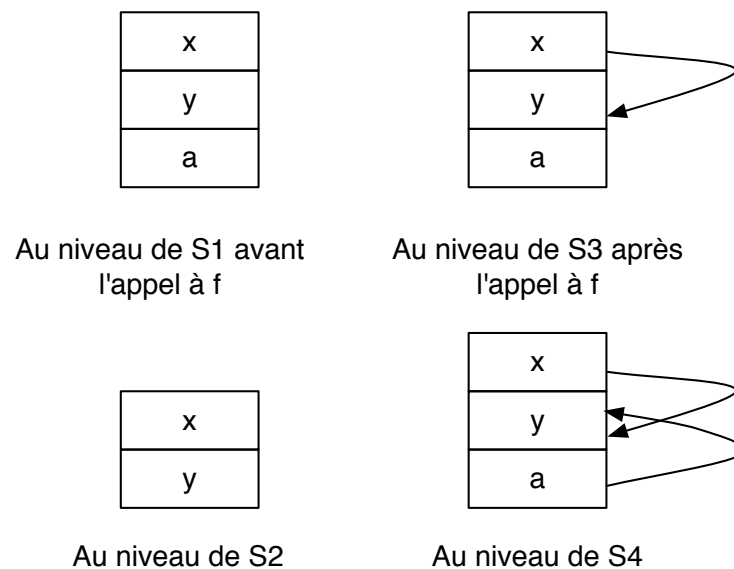 x
y
a
Au niveau de S1 avant
l'appel à f
x
y
a
Au niveau de S3 après
l'appel à f
x
y
Au niveau de S2
x
y
a
Au niveau de S4